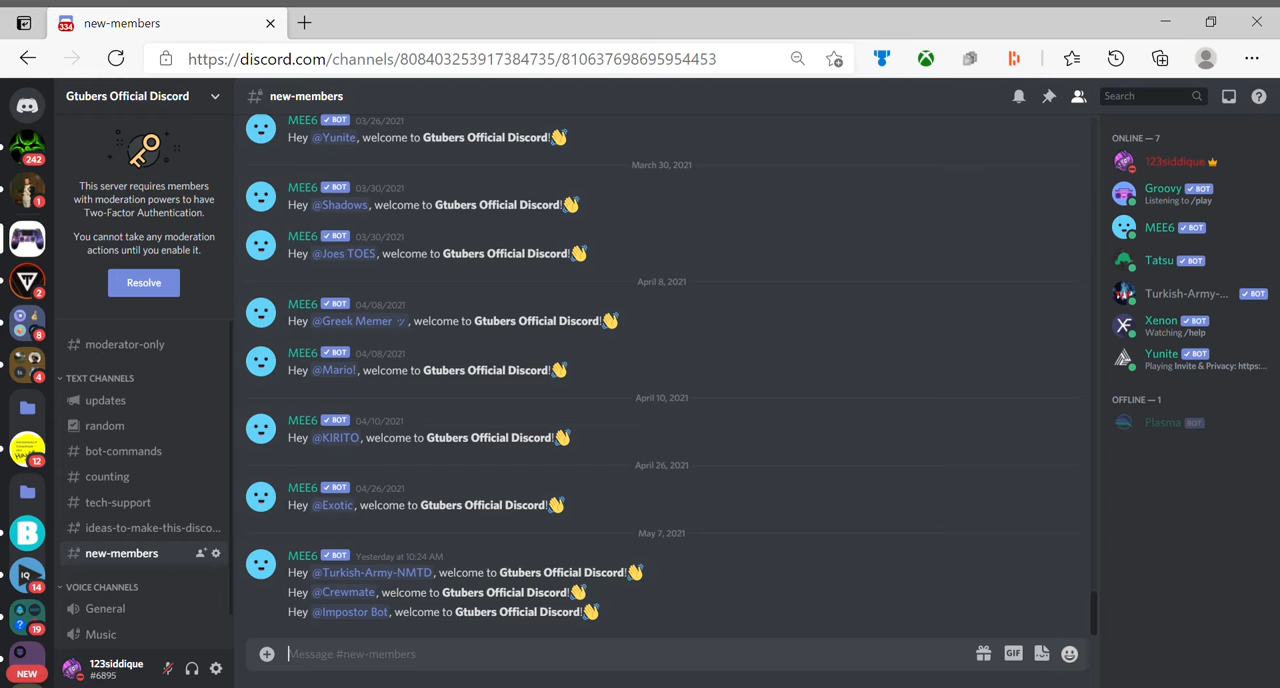 334
new-members
https://discord.com/channels/808403253917384735/810637698695954453
242
1
2
8
4
12
14
19
NEW
Gtubers Official Discord
This server requires members
with moderation powers to have
Two-Factor Authentication.
You cannot take any moderation
actions until you enable it.
Resolve
moderator-only
TEXT CHANNELS
updates
random
bot-commands
counting
tech-support
ideas-to-make-this-disco...
new-members
VOICE CHANNELS
General
Music
123siddique
#6895
new-members
Search
MEE6 BOT 03/26/2021
Hey @Yunite, welcome to Gtubers Official Discord!👋
March 30, 2021
MEE6 BOT 03/30/2021
Hey @Shadows, welcome to Gtubers Official Discord!👋
MEE6 BOT 03/30/2021
Hey @Joes TOES, welcome to Gtubers Official Discord!👋
April 8, 2021
MEE6 BOT 04/08/2021
Hey @Greek Memer ッ, welcome to Gtubers Official Discord!👋
MEE6 BOT 04/08/2021
Hey @Mario!, welcome to Gtubers Official Discord!👋
April 10, 2021
MEE6 BOT 04/10/2021
Hey @KIRITO, welcome to Gtubers Official Discord!👋
April 26, 2021
MEE6 BOT 04/26/2021
Hey @Exotic, welcome to Gtubers Official Discord!👋
May 7, 2021
MEE6 BOT Yesterday at 10:24 AM
Hey @Turkish-Army-NMTD, welcome to Gtubers Official Discord!👋
Hey @Crewmate, welcome to Gtubers Official Discord!👋
Hey @Impostor Bot, welcome to Gtubers Official Discord!👋
Message #new-members
GIF
ONLINE — 7
123siddique
Groovy BOT
Listening to /play
MEE6 BOT
Tatsu BOT
Turkish-Army-... BOT
Xenon BOT
Watching /help
Yunite BOT
Playing Invite & Privacy: https:...
OFFLINE — 1
Plasma BOT